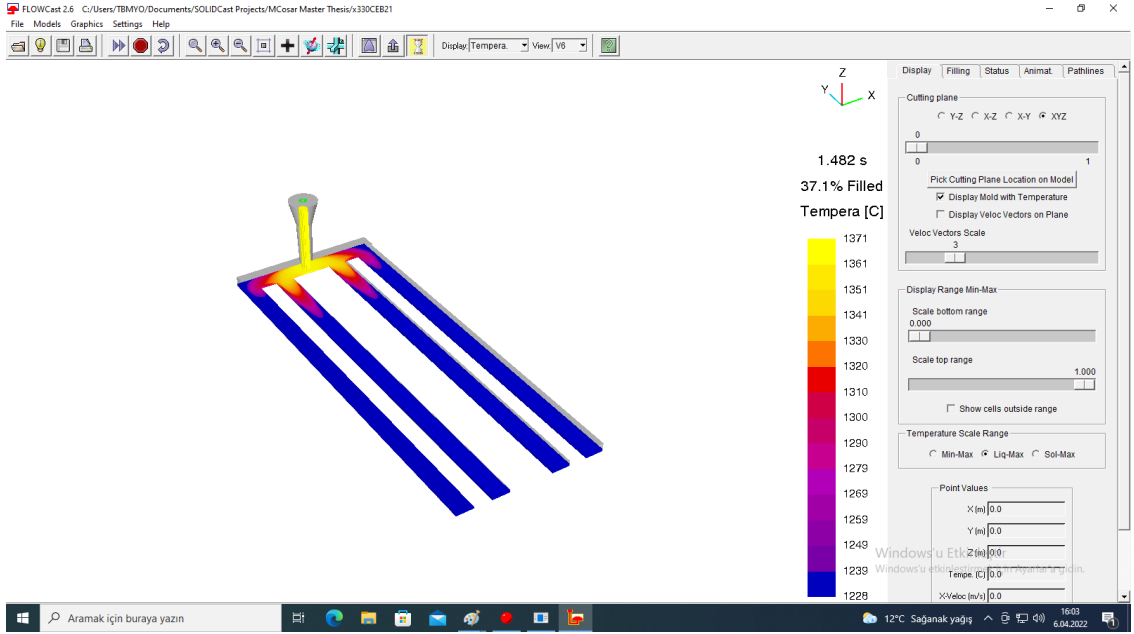 FLOWCast 2.6 C:/Users/TBMYO/Documents/SOLIDCast Projects/MCosar Master Thesis/x330CEB21
File Models Graphics Settings Help
Display: Tempera. View: V6
Display Filling Status Animat. Pathlines
Z
Y
X
1.482 s
37.1% Filled
Tempera [C]
1371
1361
1351
1341
1330
1320
1310
1300
1290
1279
1269
1259
1249
1239
1228
Cutting plane
Y-Z X-Z X-Y XYZ
0
0 1
Pick Cutting Plane Location on Model
Display Mold with Temperature
Display Veloc Vectors on Plane
Veloc Vectors Scale
3
Display Range Min-Max
Scale bottom range
0.000
Scale top range
1.000
Show cells outside range
Temperature Scale Range
Min-Max Liq-Max Sol-Max
Point Values
X (m) 0.0
Y (m) 0.0
Z (m) 0.0
Tempe. (C) 0.0
X-Veloc (m/s) 0.0
Windows'u
Windows'u
gidin.
Aramak için buraya yazın
12°C Sağanak yağış
16:03
6.04.2022
1